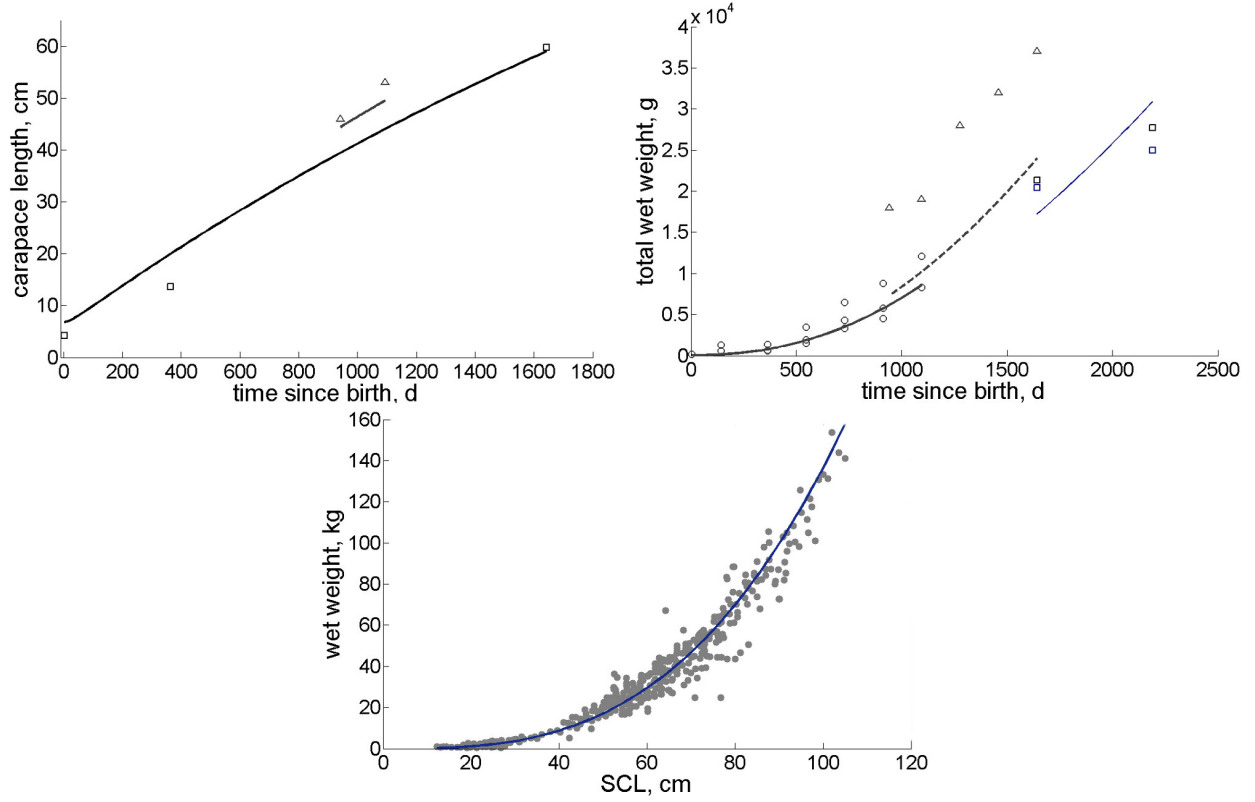 carapace length, cm
60
50
40
30
20
10
0
0 200 400 600 800 1000 1200 1400 1600 1800
time since birth, d
total wet weight, g
4 x 10^4
3.5
3
2.5
2
1.5
1
0.5
0
0 500 1000 1500 2000 2500
time since birth, d
wet weight, kg
160
140
120
100
80
60
40
20
0
0 20 40 60 80 100 120
SCL, cm